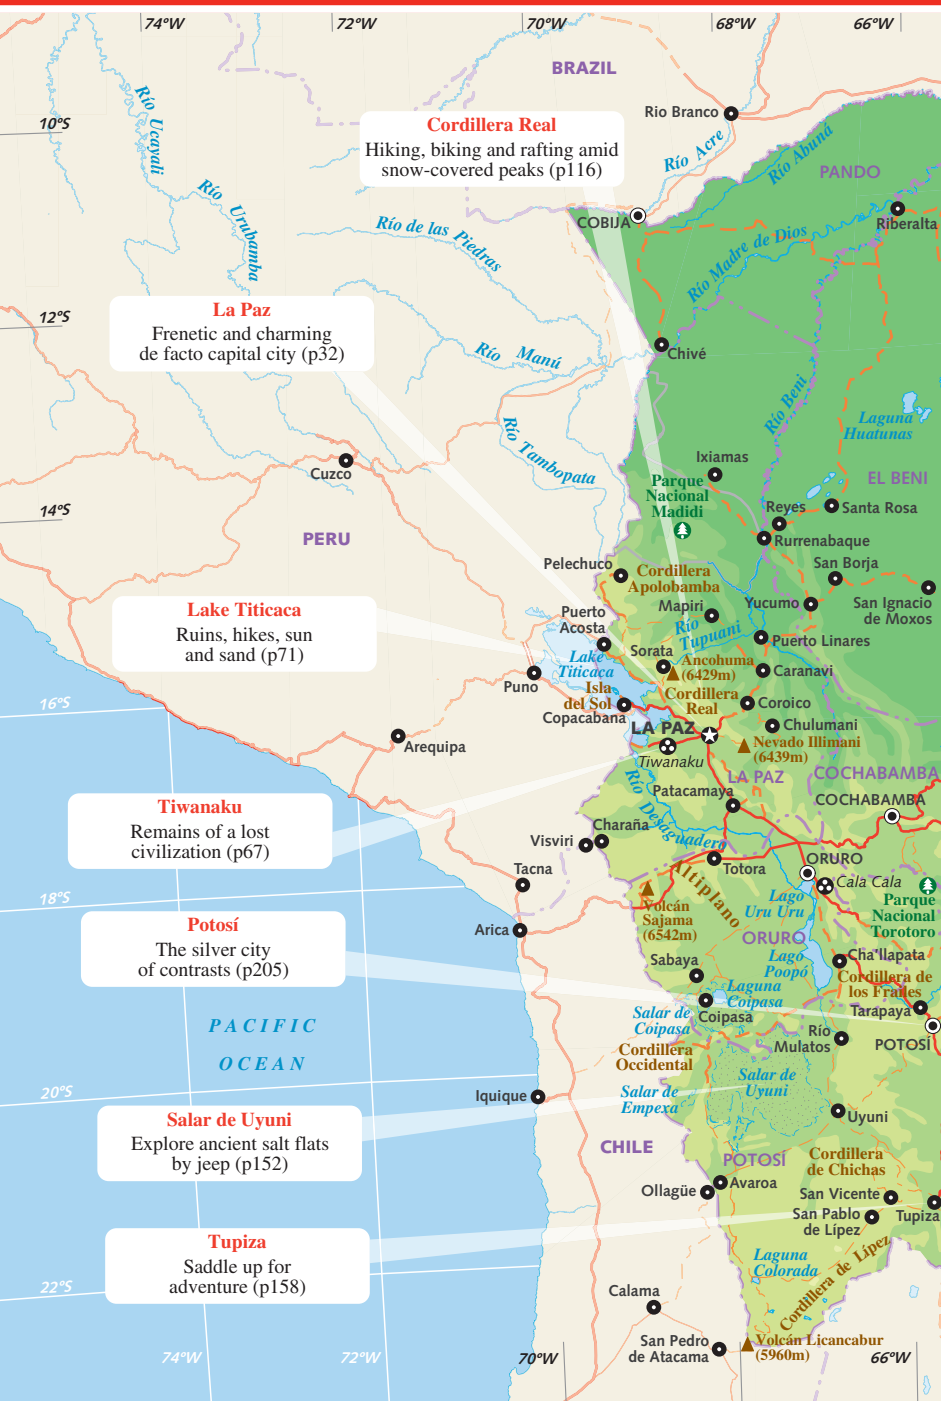 74°W
72°W
70°W
68°W
66°W
BRAZIL
Rio Branco
Río Ucayali
10°S
Cordillera Real
Hiking, biking and rafting amid
snow-covered peaks (p116)
Río Acre
Río Abuná
PANDO
Río Urubamba
COBIJA
Riberalta
Río de las Piedras
Río Madre de Dios
La Paz
Frenetic and charming
de facto capital city (p32)
12°S
Río Manú
Chivé
Río Beni
Laguna
Huatunas
Río Tambopata
Cuzco
Ixiamas
EL BENI
Parque
Nacional
Madidi
14°S
Reyes
Santa Rosa
PERU
Rurrenabaque
San Borja
Pelechuco
Cordillera
Apolobamba
Lake Titicaca
Ruins, hikes, sun
and sand (p71)
Puerto
Acosta
Mapiri
Yucumo
San Ignacio
de Moxos
Río
Tupuani
Puerto Linares
Lake
Titicaca
Sorata
Ancohuma
(6429m)
Caranavi
Puno
Isla
del Sol
Cordillera
Real
Coroico
16°S
Copacabana
Chulumani
LA PAZ
Arequipa
Nevado Illimani
(6439m)
Tiwanaku
LA PAZ
COCHABAMBA
Río Desaguadero
Patacamaya
COCHABAMBA
Tiwanaku
Remains of a lost
civilization (p67)
Charaña
Visviri
ORURO
Tacna
Totora
Cala Cala
18°S
Altiplano
Lago
Uru Uru
Parque
Nacional
Torotoro
Volcán
Sajama
(6542m)
Potosí
The silver city
of contrasts (p205)
Arica
ORURO
Sabaya
Lago
Poopó
Cha'llapata
Laguna
Coipasa
Cordillera de
los Frailes
Salar de
Coipasa
Coipasa
Tarapaya
PACIFIC
OCEAN
Río
Mulatos
POTOSÍ
Cordillera
Occidental
20°S
Iquique
Salar de
Empexa
Salar de
Uyuni
Uyuni
Salar de Uyuni
Explore ancient salt flats
by jeep (p152)
CHILE
POTOSÍ
Cordillera
de Chichas
Ollagüe
Avaroa
San Vicente
San Pablo
de Lípez
Tupiza
Tupiza
Saddle up for
adventure (p158)
Laguna
Colorada
Cordillera de Lípez
22°S
Calama
San Pedro
de Atacama
Volcán Licancabur
(5960m)
74°W
72°W
70°W
66°W